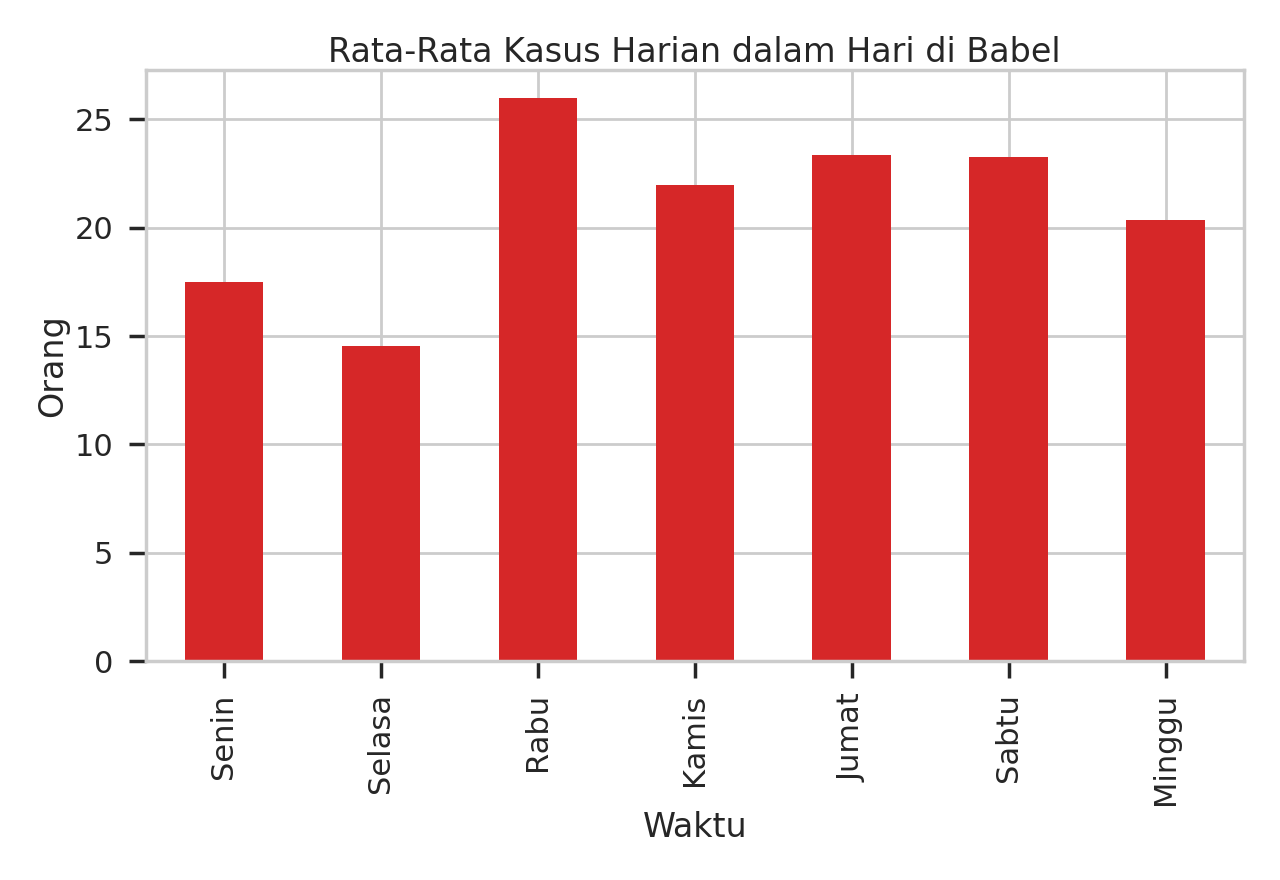 Rata-Rata Kasus Harian dalam Hari di Babel
Orang
25
20
15
10
5
0
Senin
Selasa
Rabu
Kamis
Jumat
Sabtu
Minggu
Waktu